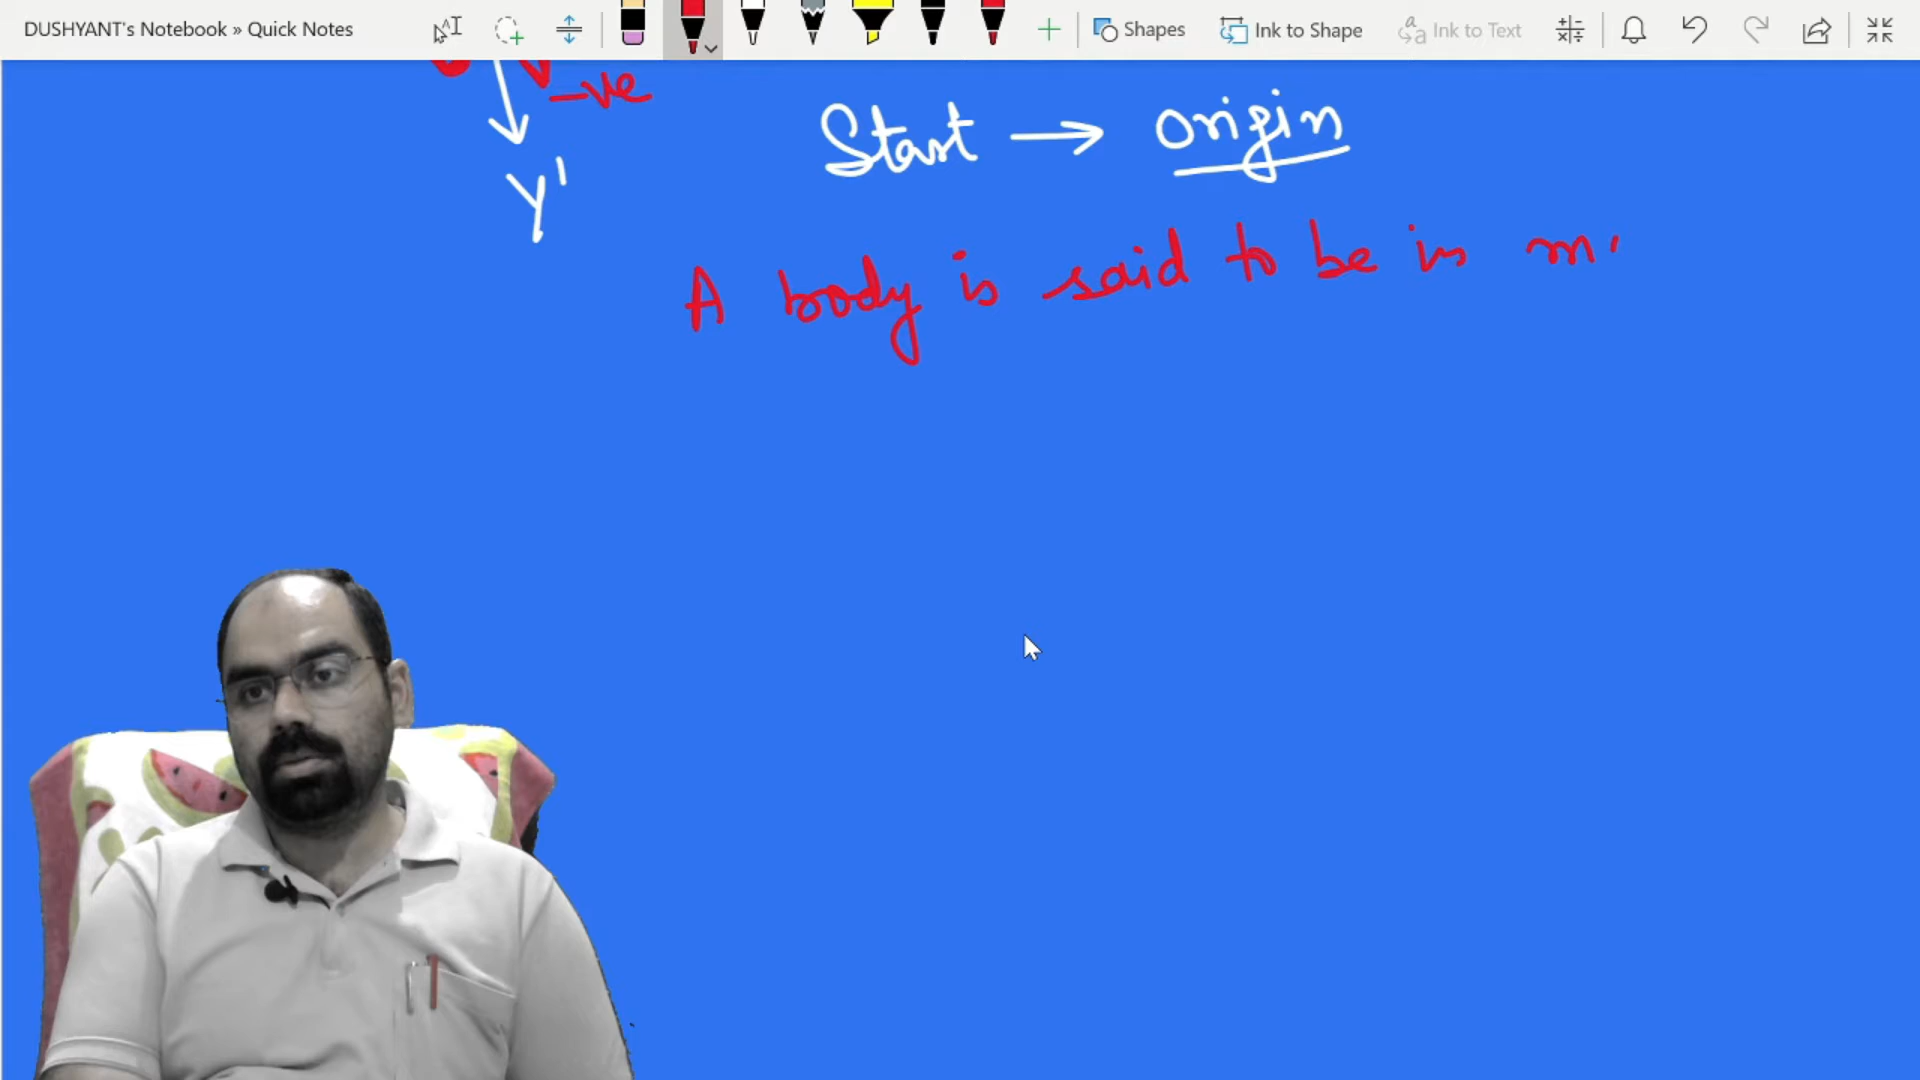 DUSHYANT's Notebook » Quick Notes
Shapes
Ink to Shape
Ink to Text
-ve
Start → Origin
Y'
A body is said to be in m